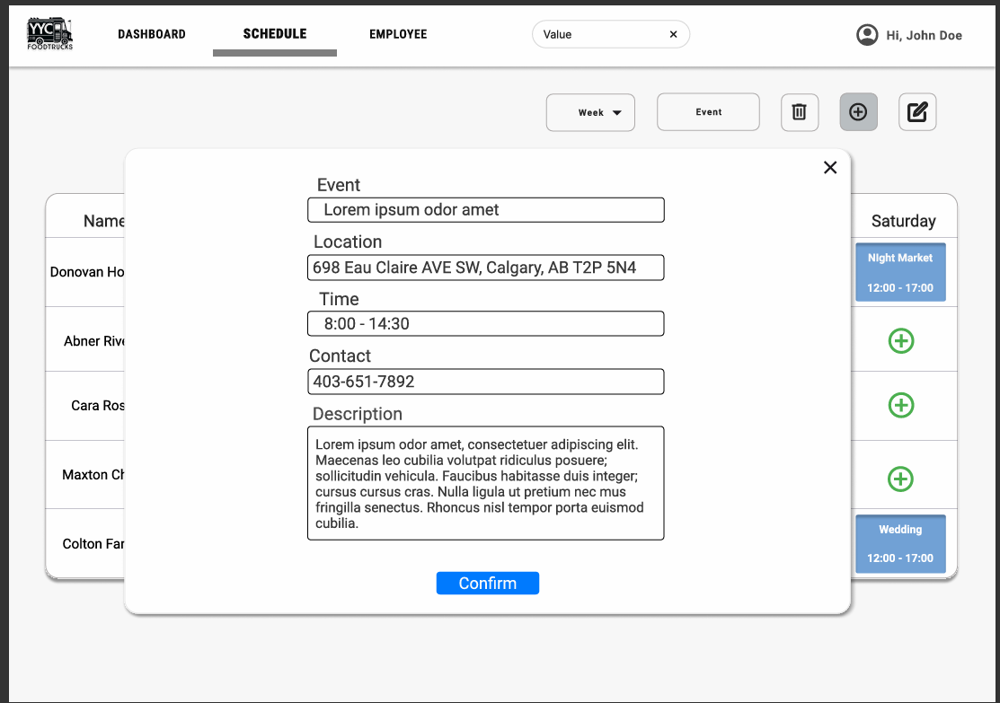 YYC
FOODTRUCKS
DASHBOARD
SCHEDULE
EMPLOYEE
Value
Hi, John Doe
Week
Event
Event
Lorem ipsum odor amet
Location
698 Eau Claire AVE SW, Calgary, AB T2P 5N4
Time
8:00 - 14:30
Contact
403-651-7892
Description
Lorem ipsum odor amet, consectetuer adipiscing elit.
Maecenas leo cubilia volutpat ridiculus posuere;
sollicitudin vehicula. Faucibus habitasse duis integer;
cursus cursus cras. Nulla ligula ut pretium nec mus
fringilla senectus. Rhoncus nisl tempor porta euismod
cubilia.
Confirm
Name
Saturday
Donovan Ho
NIght Market
12:00 - 17:00
Abner Rive
Cara Ros
Maxton Ch
Colton Far
Wedding
12:00 - 17:00